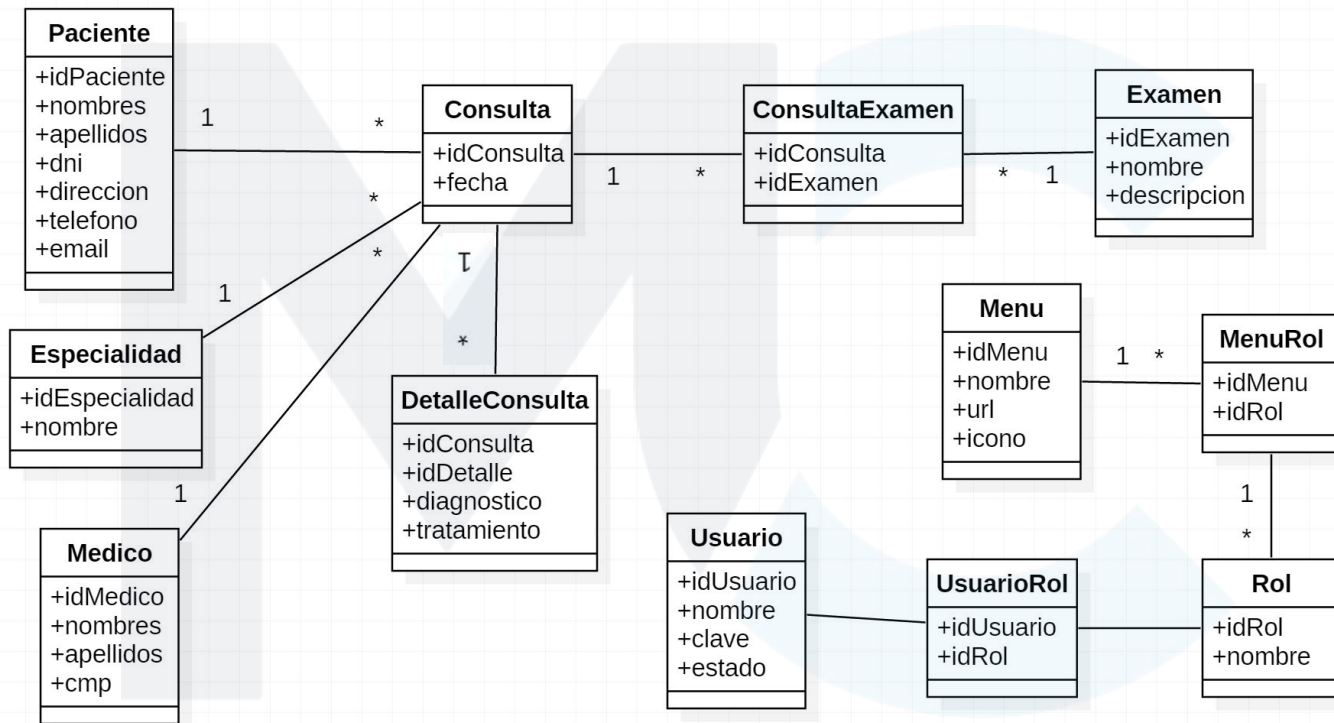 Paciente
+idPaciente
+nombres
+apellidos
+dni
+direccion
+telefono
+email
1
*
Consulta
+idConsulta
+fecha
1
*
ConsultaExamen
+idConsulta
+idExamen
*
1
Examen
+idExamen
+nombre
+descripcion
*
1
*
1
1
*
Especialidad
+idEspecialidad
+nombre
Medico
+idMedico
+nombres
+apellidos
+cmp
DetalleConsulta
+idConsulta
+idDetalle
+diagnostico
+tratamiento
Menu
+idMenu
+nombre
+url
+icono
1
*
MenuRol
+idMenu
+idRol
1
*
Usuario
+idUsuario
+nombre
+clave
+estado
UsuarioRol
+idUsuario
+idRol
Rol
+idRol
+nombre
MC